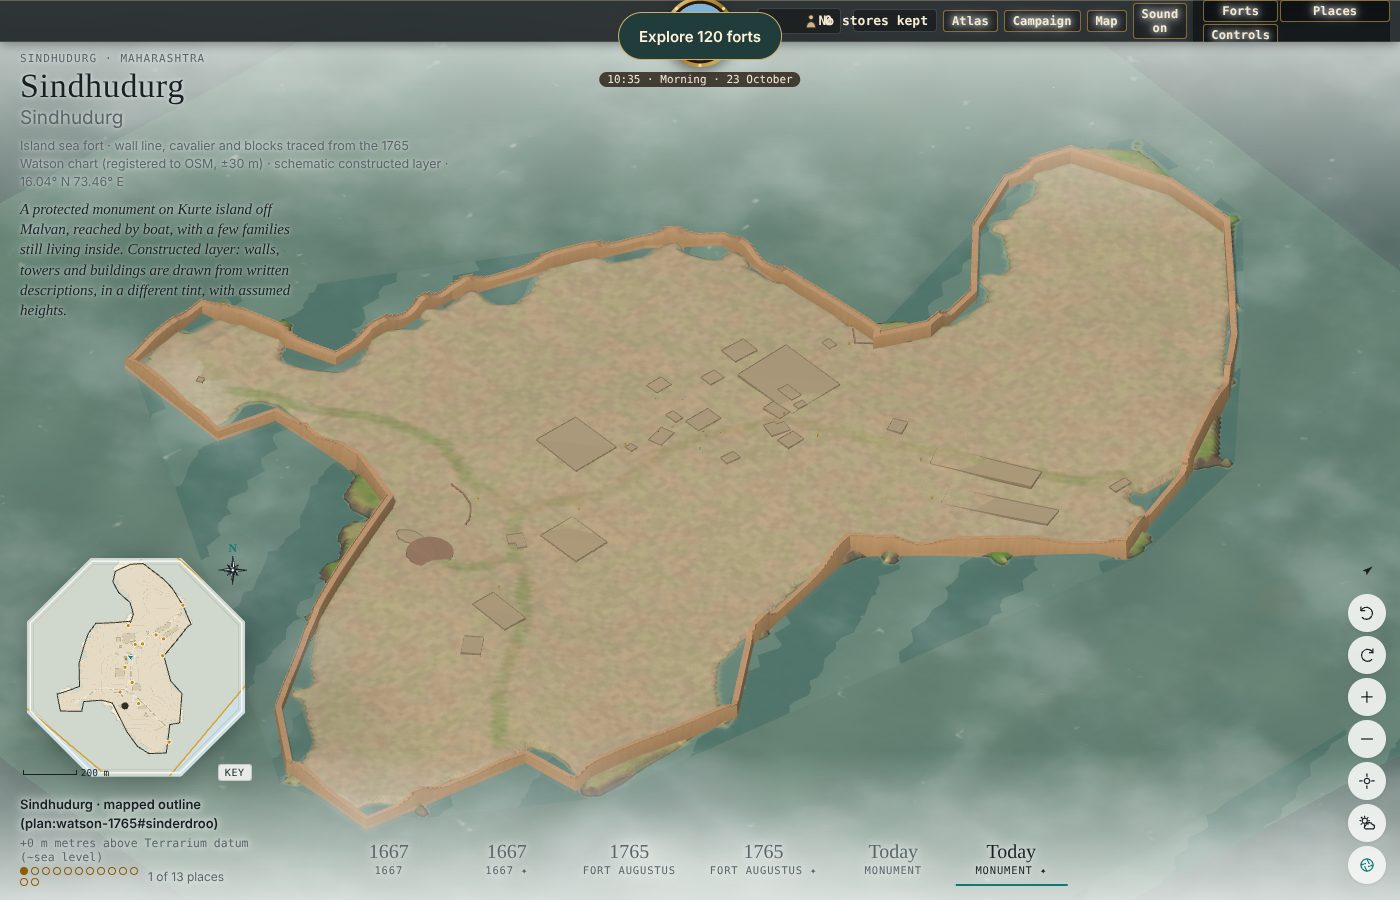 Explore 120 forts
No stores kept
Atlas
Campaign
Map
Sound on
Forts
Places
Controls
10:35 · Morning · 23 October
SINDHUDURG · MAHARASHTRA
Sindhudurg
Sindhudurg
Island sea fort · wall line, cavalier and blocks traced from the 1765
Watson chart (registered to OSM, ±30 m) · schematic constructed layer ·
16.04° N 73.46° E
A protected monument on Kurte island off
Malvan, reached by boat, with a few families
still living inside. Constructed layer: walls,
towers and buildings are drawn from written
descriptions, in a different tint, with assumed
heights.
N
200 m
KEY
Sindhudurg · mapped outline
(plan:watson-1765#sinderdroo)
+0 m metres above Terrarium datum
(~sea level)
1 of 13 places
1667
1667
1667
1667 ✦
1765
FORT AUGUSTUS
1765
FORT AUGUSTUS ✦
Today
MONUMENT
Today
MONUMENT ✦